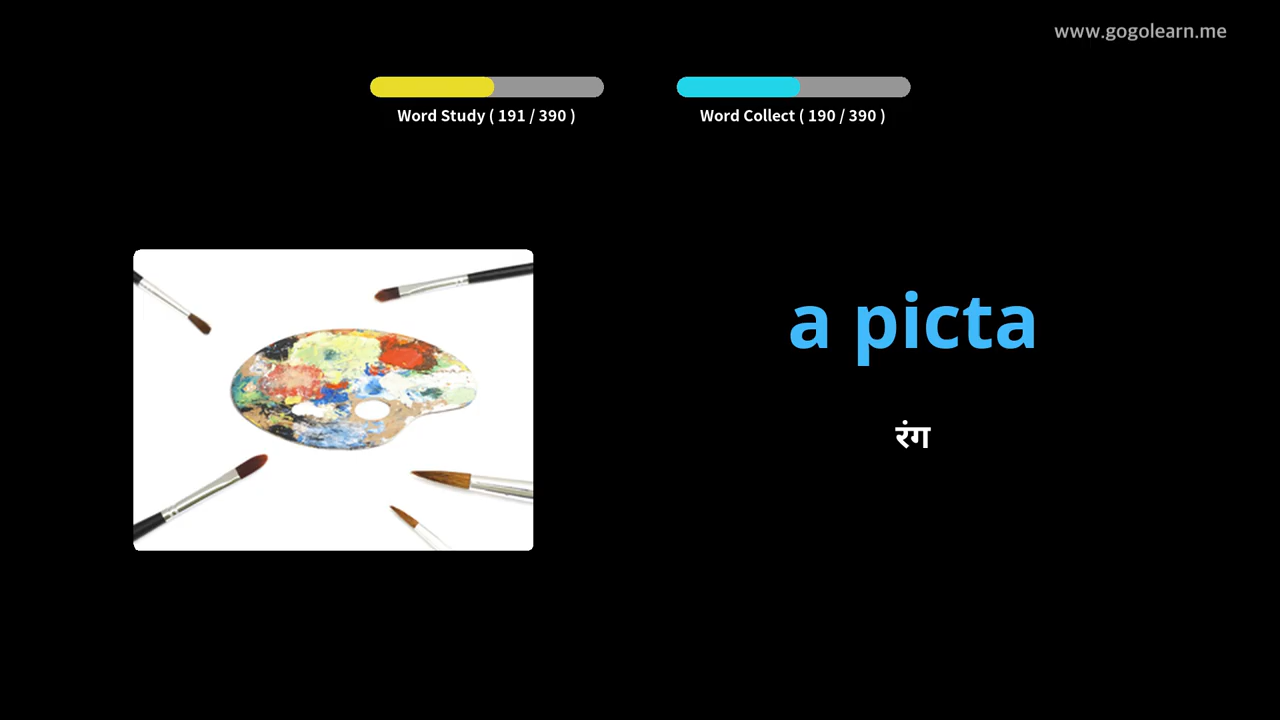 www.gogolearn.me
Word Study ( 191 / 390 )
Word Collect ( 190 / 390 )
a picta
रंग